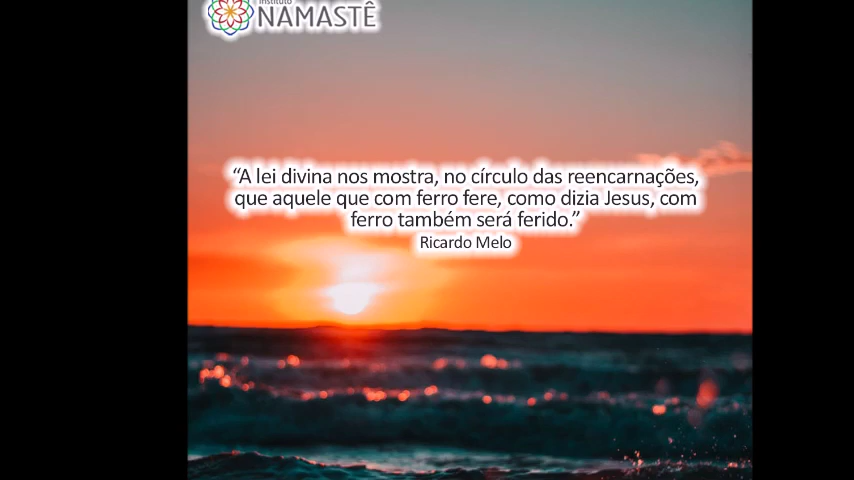 Instituto
NAMASTÊ
“A lei divina nos mostra, no círculo das reencarnações,
que aquele que com ferro fere, como dizia Jesus, com
ferro também será ferido.”
Ricardo Melo